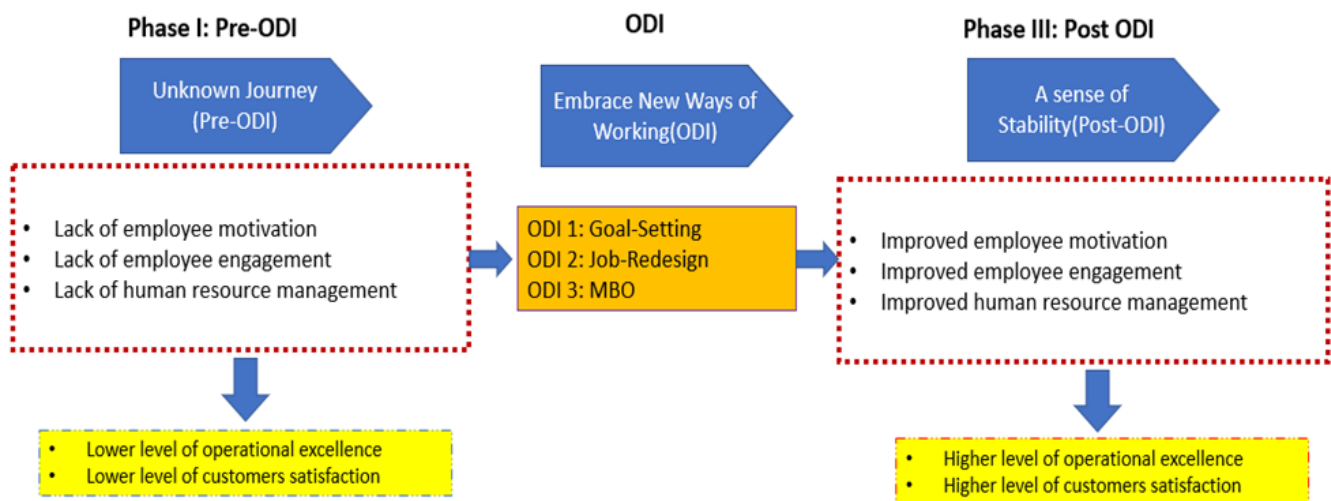 Phase I: Pre-ODI
ODI
Phase III: Post ODI
Unknown Journey
(Pre-ODI)
Embrace New Ways of
Working(ODI)
A sense of
Stability(Post-ODI)
• Lack of employee motivation
• Lack of employee engagement
• Lack of human resource management
ODI 1: Goal-Setting
ODI 2: Job-Redesign
ODI 3: MBO
• Improved employee motivation
• Improved employee engagement
• Improved human resource management
• Lower level of operational excellence
• Lower level of customers satisfaction
• Higher level of operational excellence
• Higher level of customers satisfaction